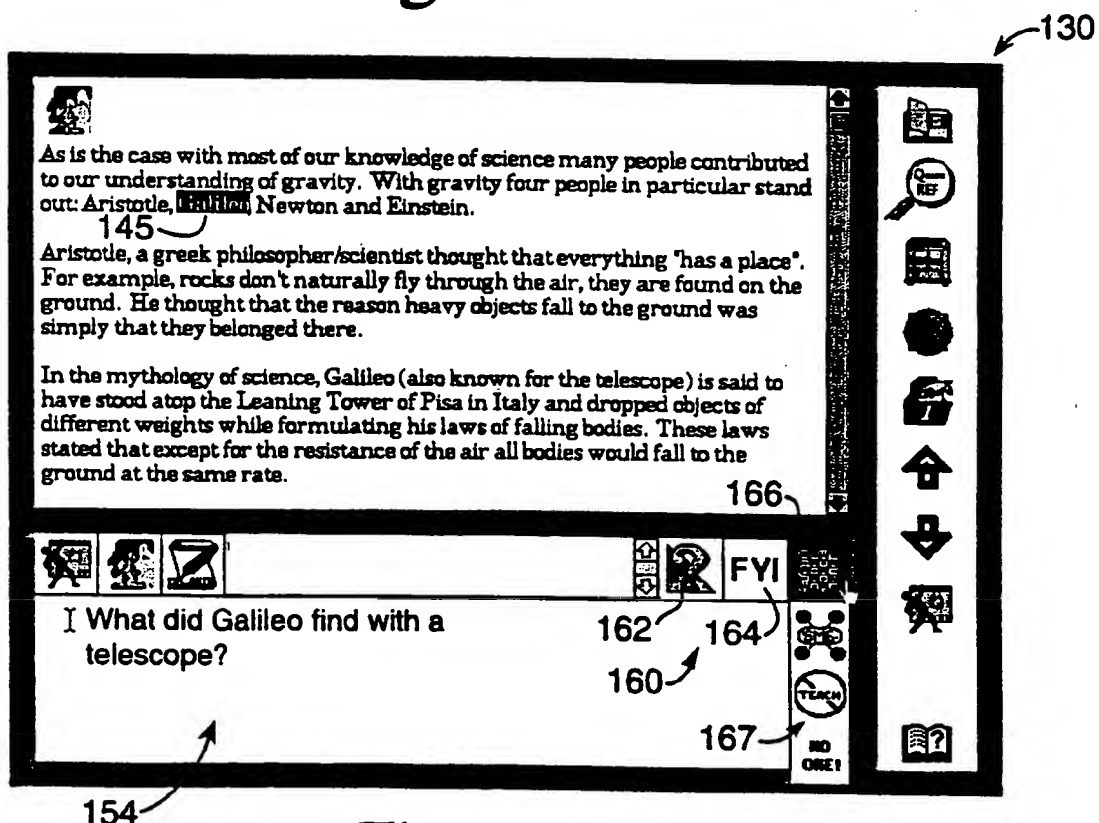 130
As is the case with most of our knowledge of science many people contributed
to our understanding of gravity. With gravity four people in particular stand
out: Aristotle, Galileo, Newton and Einstein.
145
Aristotle, a greek philosopher/scientist thought that everything "has a place".
For example, rocks don't naturally fly through the air, they are found on the
ground. He thought that the reason heavy objects fall to the ground was
simply that they belonged there.
In the mythology of science, Galileo (also known for the telescope) is said to
have stood atop the Leaning Tower of Pisa in Italy and dropped objects of
different weights while formulating his laws of falling bodies. These laws
stated that except for the resistance of the air all bodies would fall to the
ground at the same rate.
166
FYI
What did Galileo find with a
telescope?
162
164
160
TEACH
167
NO
ONE!
154
REF
1
?